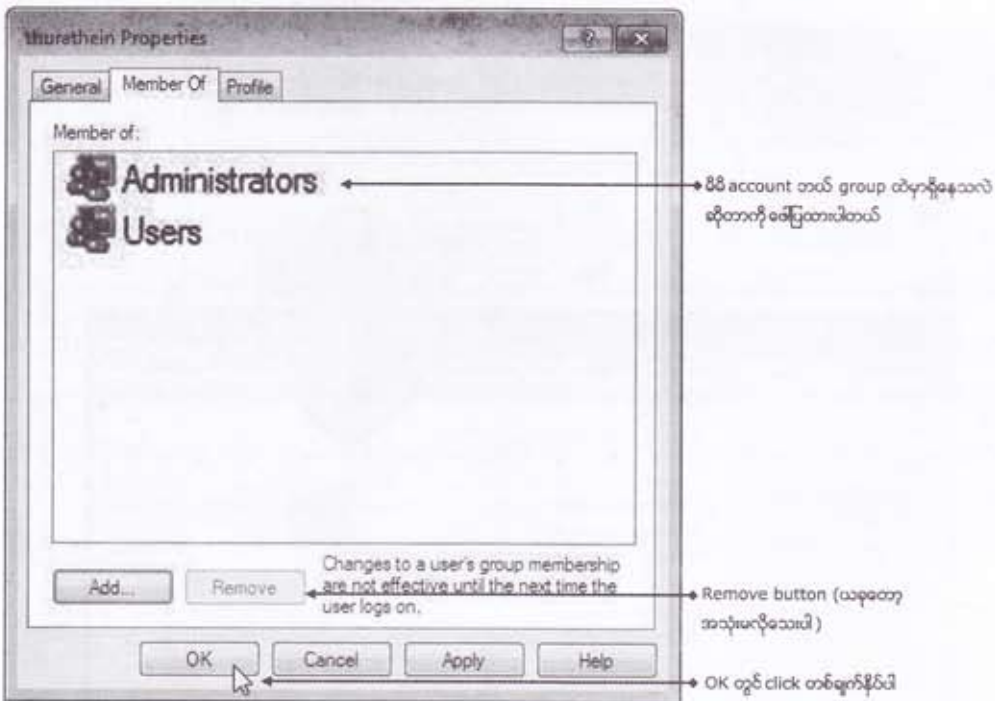 thurathein Properties
General Member Of Profile
Member of:
Administrators
Users
မိမိ account ဘယ် group ထဲမှာရှိနေသလဲ
ဆိုတာကို ဖေါ်ပြထားပါတယ်
Add... Remove
Changes to a user's group membership
are not effective until the next time the
user logs on.
Remove button (ယခုတော့
အသုံးမလိုသေးပါ)
OK Cancel Apply Help
OK တွင် click တစ်ချက်နှိပ်ပါ